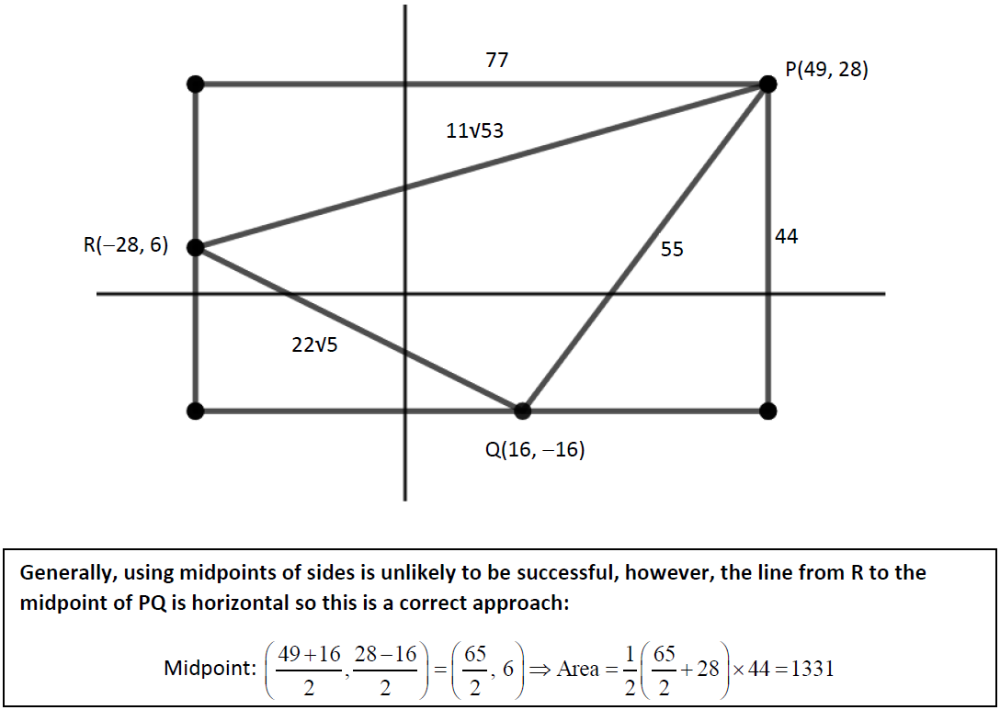 77
P(49, 28)
11√53
R(−28, 6)
55
44
22√5
Q(16, −16)
Generally, using midpoints of sides is unlikely to be successful, however, the line from R to the
midpoint of PQ is horizontal so this is a correct approach:
Midpoint: (49+16/2, 28−16/2) = (65/2, 6) ⇒ Area = 1/2(65/2 + 28) × 44 = 1331